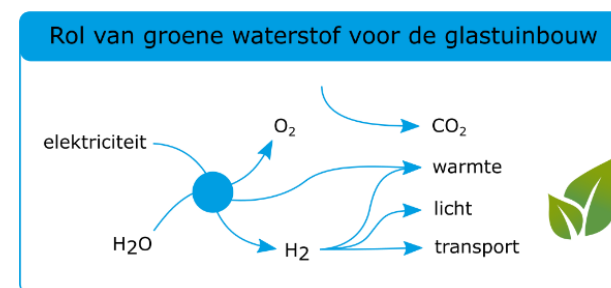 Rol van groene waterstof voor de glastuinbouw
elektriciteit
O₂
CO₂
warmte
licht
H2O
H₂
transport